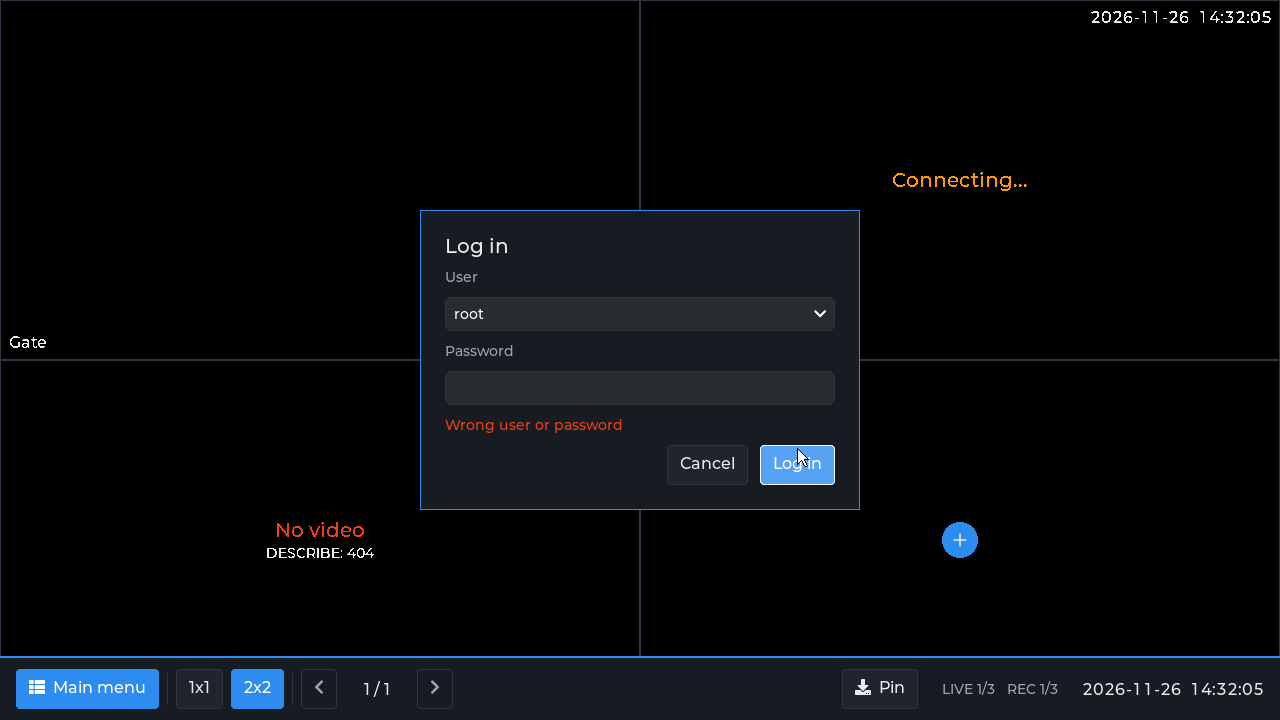 2026-11-26 14:32:05
Connecting...
Log in
User
root
Password
Gate
Wrong user or password
Cancel
Log in
No video
DESCRIBE: 404
Main menu
1x1
2x2
1 / 1
Pin
LIVE 1/3
REC 1/3
2026-11-26 14:32:05